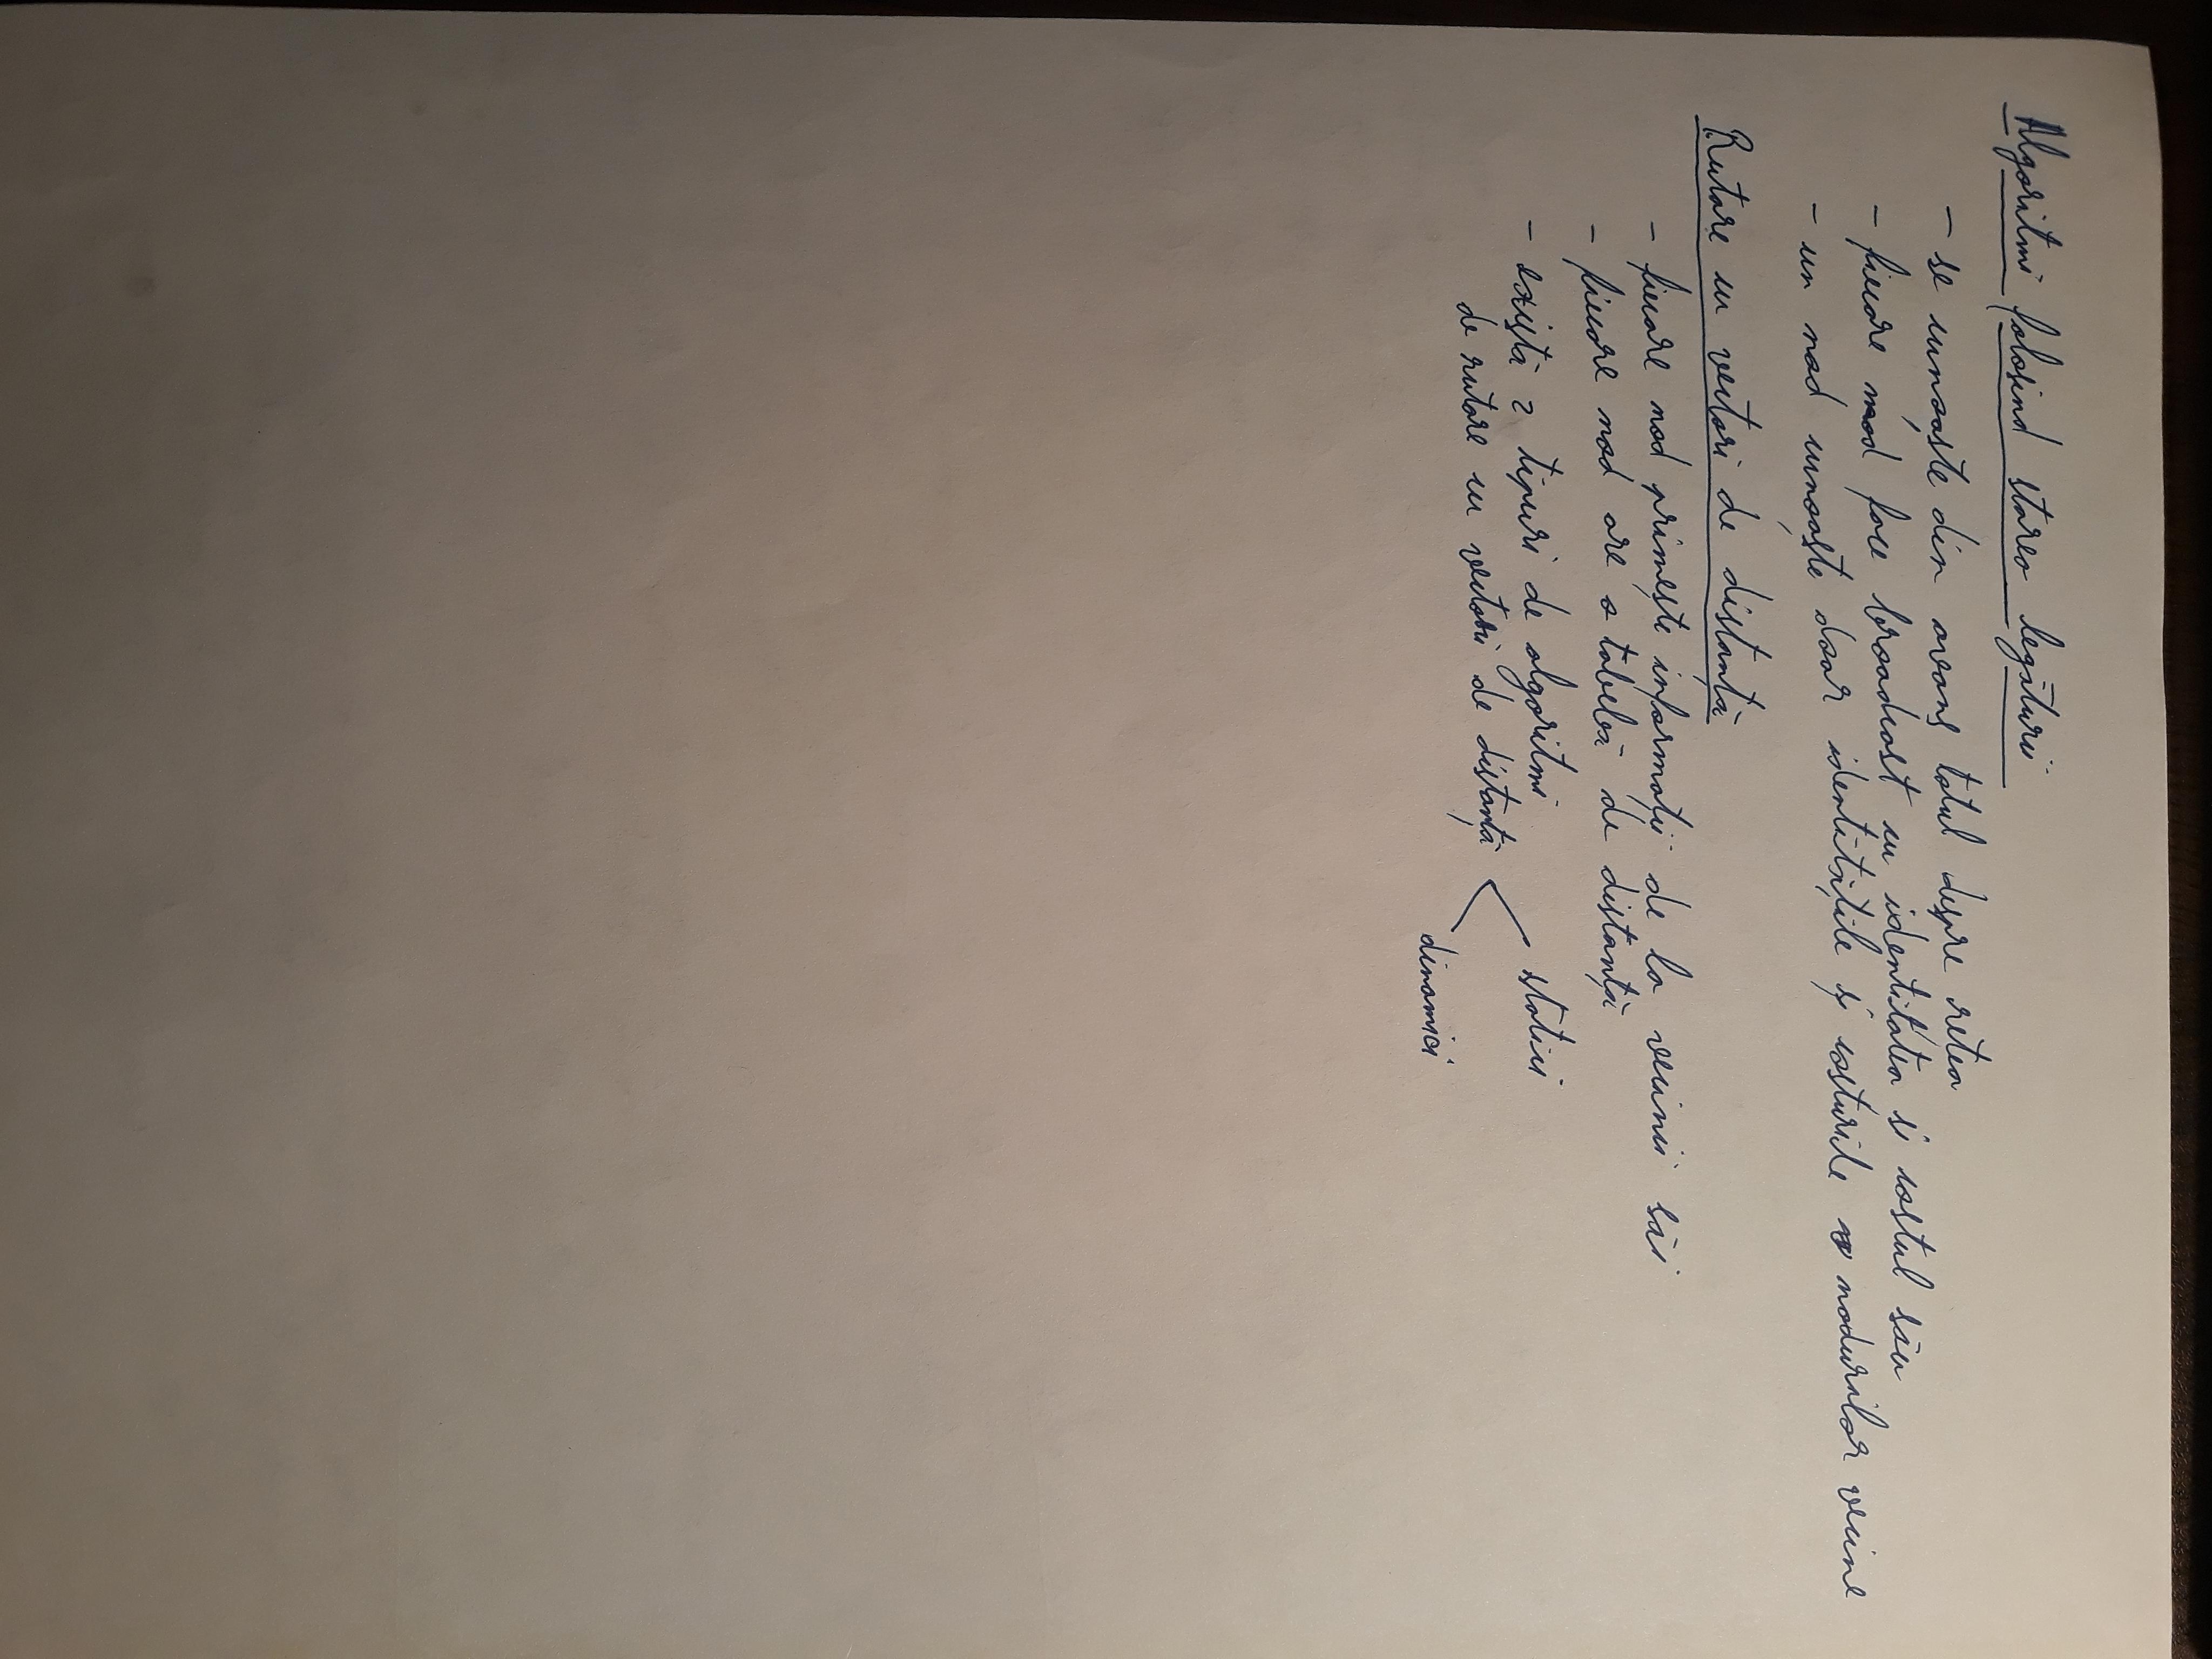 Algoritmi folosind starea legăturii
- se cunoaște din avans totul despre rețea
- fiecare nod face broadcast cu identitatea și costul său
- un nod cunoaște doar identitățile și costurile nodurilor vecine
Rutare cu vectori de distanță
- fiecare nod primește informații de la vecinii săi
- fiecare nod are o tabelă de distanță
- există 2 tipuri de algoritmi
statici
de rutare cu vectori de distanță
dinamici